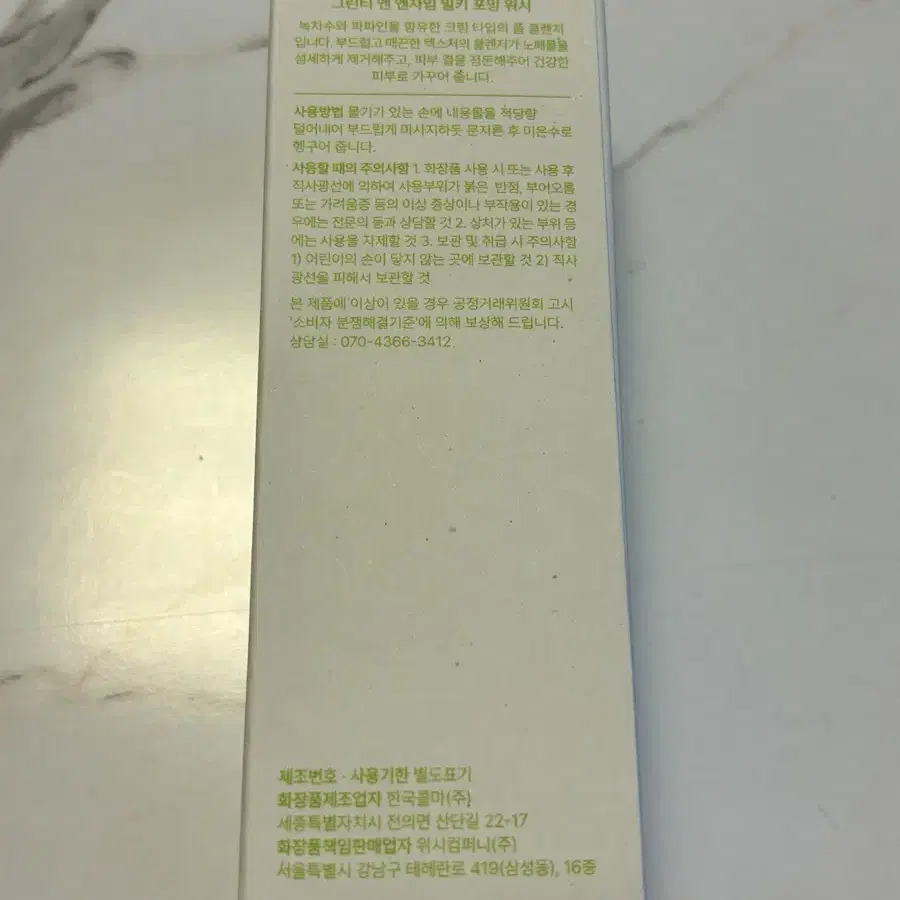 그린티 앤 엔자임 밀키 포밍 워시
녹차수와 파파인을 함유한 크림 타입의 폼 클렌저
입니다. 부드럽고 매끈한 텍스처의 클렌저가 노폐물을
섬세하게 제거해주고, 피부 결을 정돈해주어 건강한
피부로 가꾸어 줍니다.
사용방법 물기가 있는 손에 내용물을 적당량
덜어내어 부드럽게 마사지하듯 문지른 후 미온수로
헹구어 줍니다.
사용할 때의 주의사항 1. 화장품 사용 시 또는 사용 후
직사광선에 의하여 사용부위가 붉은 반점, 부어오름
또는 가려움증 등의 이상 증상이나 부작용이 있는 경
우에는 전문의 등과 상담할 것 2. 상처가 있는 부위 등
에는 사용을 자제할 것 3. 보관 및 취급 시 주의사항
1) 어린이의 손이 닿지 않는 곳에 보관할 것 2) 직사
광선을 피해서 보관할 것
본 제품에 이상이 있을 경우 공정거래위원회 고시
'소비자 분쟁해결기준'에 의해 보상해 드립니다.
상담실 : 070-4366-3412
제조번호 · 사용기한 별도표기
화장품제조업자 한국콜마(주)
세종특별자치시 전의면 산단길 22-17
화장품책임판매업자 위시컴퍼니(주)
서울특별시 강남구 테헤란로 419(삼성동), 16층